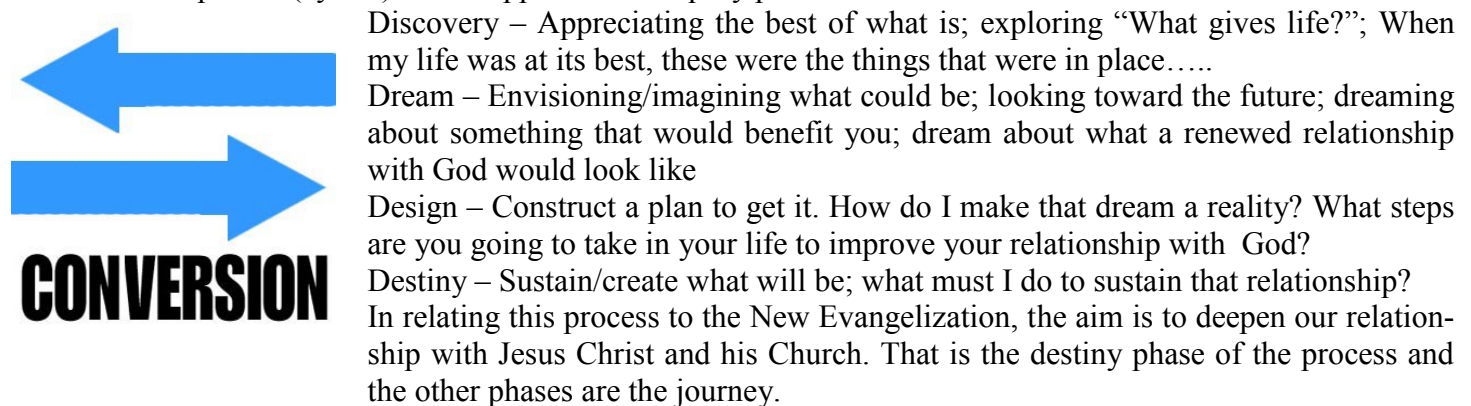 Discovery – Appreciating the best of what is; exploring “What gives life?”; When
my life was at its best, these were the things that were in place…..
Dream – Envisioning/imagining what could be; looking toward the future; dreaming
about something that would benefit you; dream about what a renewed relationship
with God would look like
Design – Construct a plan to get it. How do I make that dream a reality? What steps
are you going to take in your life to improve your relationship with  God?
Destiny – Sustain/create what will be; what must I do to sustain that relationship?
In relating this process to the New Evangelization, the aim is to deepen our relation-
ship with Jesus Christ and his Church. That is the destiny phase of the process and
the other phases are the journey.
CONVERSION